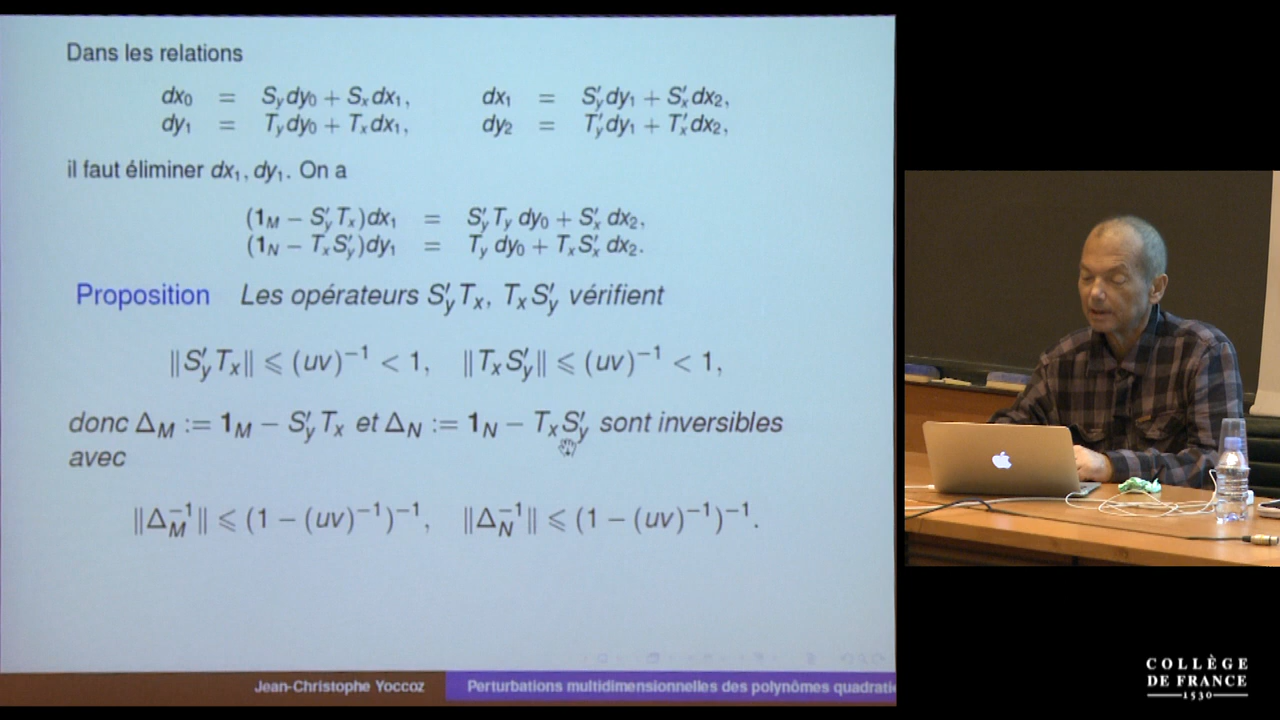 Dans les relations
dx₀ = S_y dy₀ + S_x dx₁, dx₁ = S′_y dy₁ + S′_x dx₂,
dy₁ = T_y dy₀ + T_x dx₁, dy₂ = T′_y dy₁ + T′_x dx₂,
il faut éliminer dx₁, dy₁. On a
(1_M − S′_y T_x)dx₁ = S′_y T_y dy₀ + S′_x dx₂,
(1_N − T_x S′_y)dy₁ = T_y dy₀ + T_x S′_x dx₂.
Proposition Les opérateurs S′_y T_x, T_x S′_y vérifient
‖S′_y T_x‖ ⩽ (uv)⁻¹ < 1, ‖T_x S′_y‖ ⩽ (uv)⁻¹ < 1,
donc Δ_M := 1_M − S′_y T_x et Δ_N := 1_N − T_x S′_y sont inversibles
avec
‖Δ_M⁻¹‖ ⩽ (1 − (uv)⁻¹)⁻¹, ‖Δ_N⁻¹‖ ⩽ (1 − (uv)⁻¹)⁻¹.
Jean-Christophe Yoccoz Perturbations multidimensionnelles des polynômes quadrati
COLLÈGE
DE FRANCE
1530